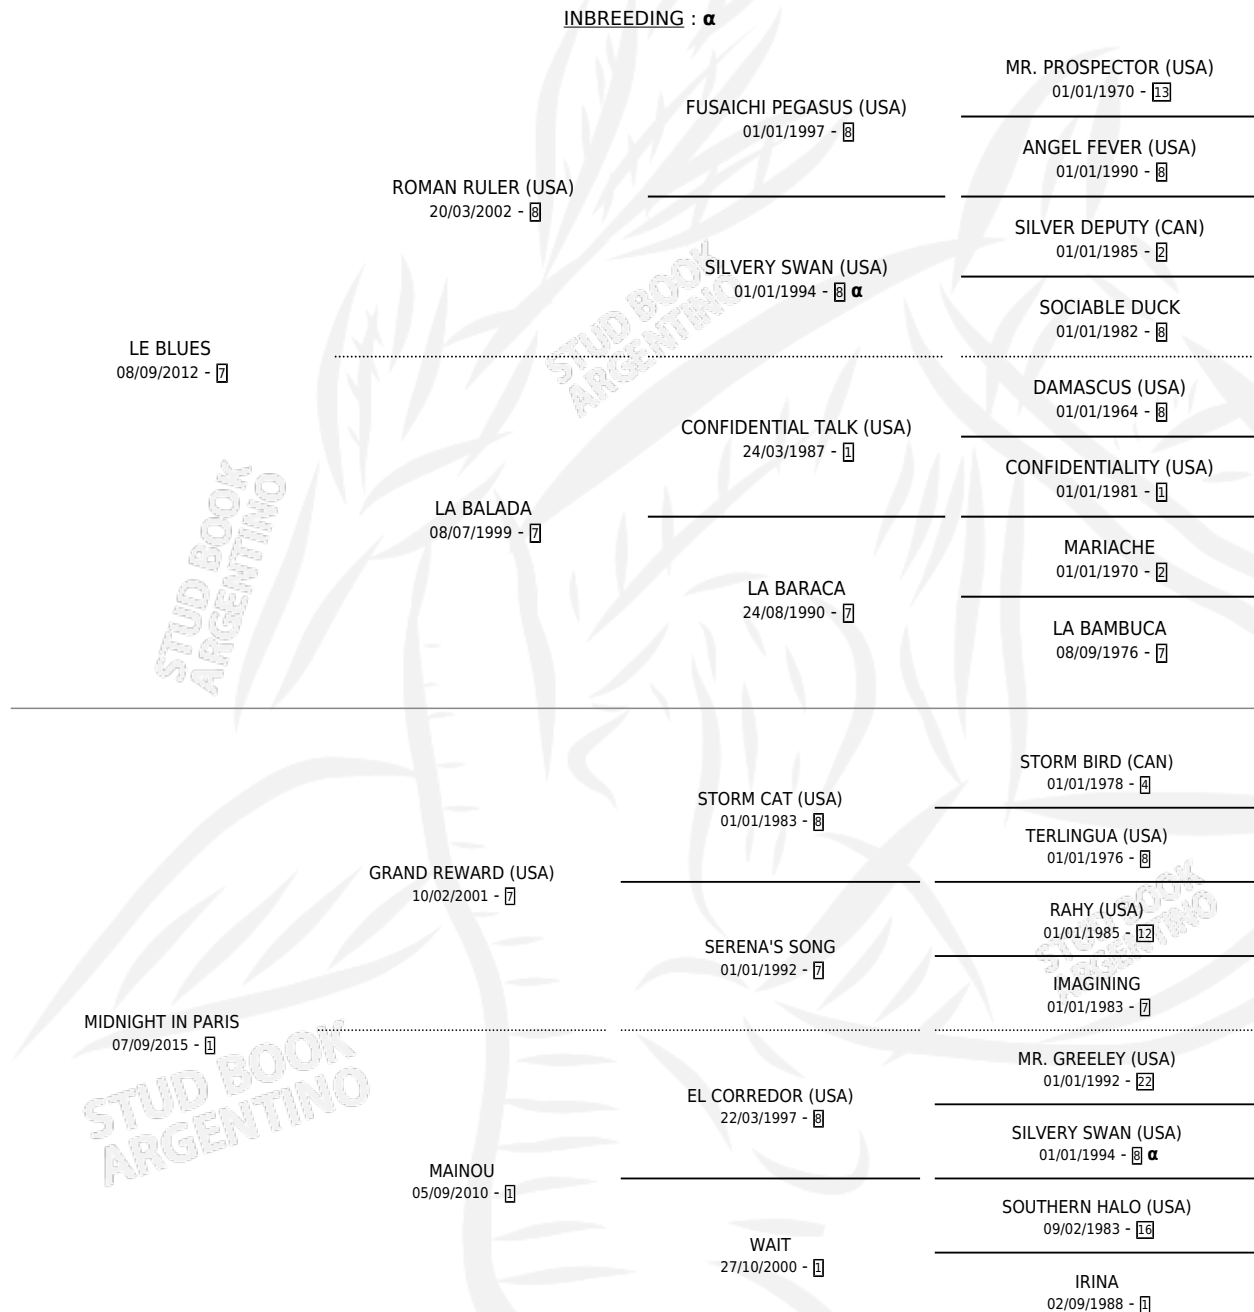 INBREEDING : α
MR. PROSPECTOR (USA)
01/01/1970 - 13
FUSAICHI PEGASUS (USA)
01/01/1997 - 8
ANGEL FEVER (USA)
01/01/1990 - 8
ROMAN RULER (USA)
20/03/2002 - 8
SILVER DEPUTY (CAN)
01/01/1985 - 2
SILVERY SWAN (USA)
01/01/1994 - 8 α
SOCIABLE DUCK
01/01/1982 - 8
LE BLUES
08/09/2012 - 7
DAMASCUS (USA)
01/01/1964 - 8
CONFIDENTIAL TALK (USA)
24/03/1987 - 1
CONFIDENTIALITY (USA)
01/01/1981 - 1
LA BALADA
08/07/1999 - 7
MARIACHE
01/01/1970 - 2
LA BARACA
24/08/1990 - 7
LA BAMBUCA
08/09/1976 - 7
STORM BIRD (CAN)
01/01/1978 - 4
STORM CAT (USA)
01/01/1983 - 8
TERLINGUA (USA)
01/01/1976 - 8
GRAND REWARD (USA)
10/02/2001 - 7
RAHY (USA)
01/01/1985 - 12
SERENA'S SONG
01/01/1992 - 7
IMAGINING
01/01/1983 - 7
MIDNIGHT IN PARIS
07/09/2015 - 1
MR. GREELEY (USA)
01/01/1992 - 22
EL CORREDOR (USA)
22/03/1997 - 8
SILVERY SWAN (USA)
01/01/1994 - 8 α
MAINOU
05/09/2010 - 1
SOUTHERN HALO (USA)
09/02/1983 - 16
WAIT
27/10/2000 - 1
IRINA
02/09/1988 - 1
STUD BOOK
ARGENTINO
STUD BOOK
ARGENTINO
STUD BOOK
ARGENTINO
STUD BOOK
ARGENTINO